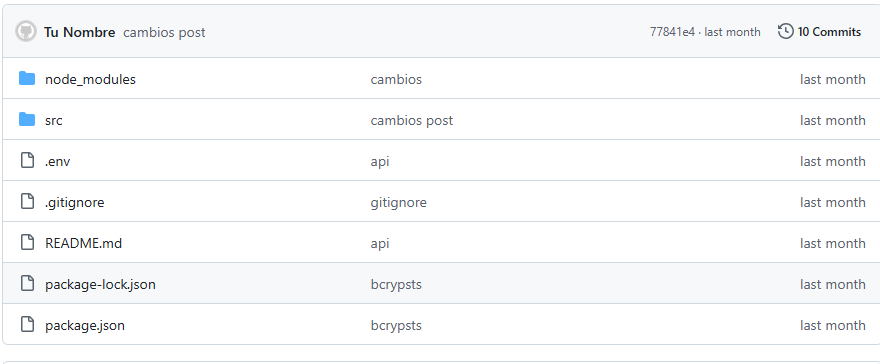 Tu Nombre cambios post 77841e4 · last month 10 Commits
node_modules cambios last month
src cambios post last month
.env api last month
.gitignore gitignore last month
README.md api last month
package-lock.json bcrypsts last month
package.json bcrypsts last month